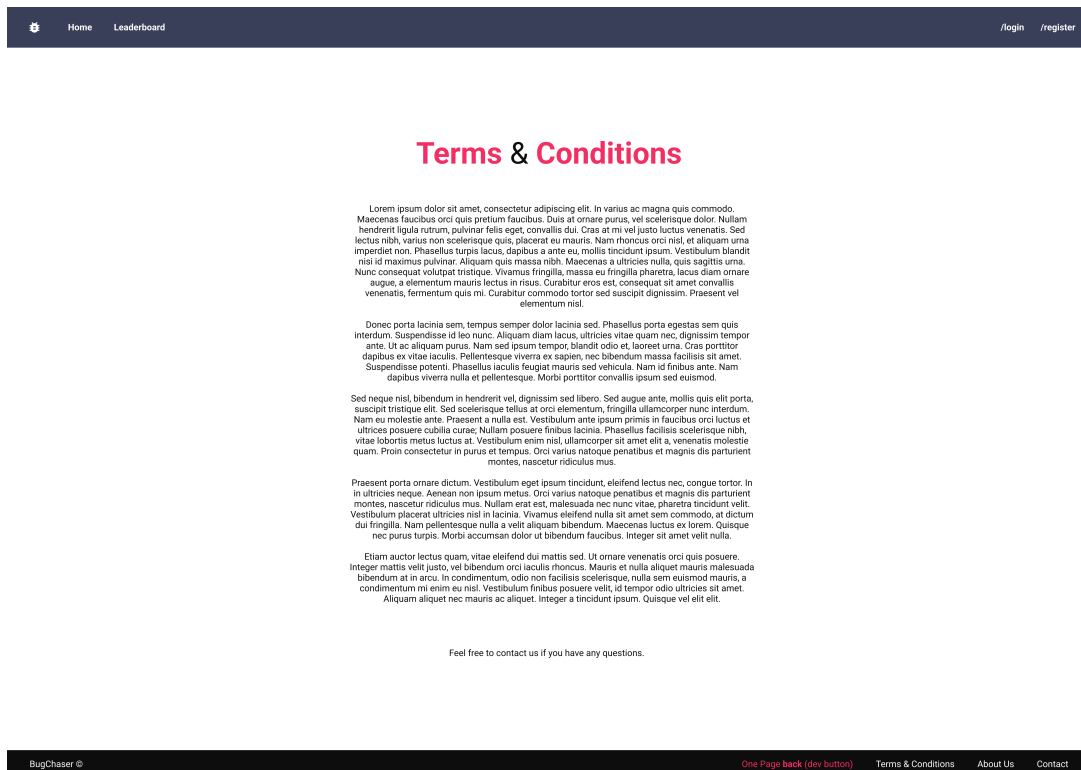 Home Leaderboard /login /register
Terms & Conditions
Lorem ipsum dolor sit amet, consectetur adipiscing elit. In varius ac magna quis commodo.
Maecenas faucibus orci quis pretium faucibus. Duis at ornare purus, vel scelerisque dolor. Nullam
hendrerit ligula rutrum, pulvinar felis eget, convallis dui. Cras at mi vel justo luctus venenatis. Sed
lectus nibh, varius non scelerisque quis, placerat eu mauris. Nam rhoncus orci nisl, et aliquam urna
imperdiet non. Phasellus turpis lacus, dapibus a ante eu, mollis tincidunt ipsum. Vestibulum blandit
nisi id maximus pulvinar. Aliquam quis massa nibh. Maecenas a ultricies nulla, quis sagittis urna.
Nunc consequat volutpat tristique. Vivamus fringilla, massa eu fringilla pharetra, lacus diam ornare
augue, a elementum mauris lectus in risus. Curabitur eros est, consequat sit amet convallis
venenatis, fermentum quis mi. Curabitur commodo tortor sed suscipit dignissim. Praesent vel
elementum nisl.
Donec porta lacinia sem, tempus semper dolor lacinia sed. Phasellus porta egestas sem quis
interdum. Suspendisse id leo nunc. Aliquam diam lacus, ultricies vitae quam nec, dignissim tempor
ante. Ut ac aliquam purus. Nam sed ipsum tempor, blandit odio et, laoreet urna. Cras porttitor
dapibus ex vitae iaculis. Pellentesque viverra ex sapien, nec bibendum massa facilisis sit amet.
Suspendisse potenti. Phasellus iaculis feugiat mauris sed vehicula. Nam id finibus ante. Nam
dapibus viverra nulla et pellentesque. Morbi porttitor convallis ipsum sed euismod.
Sed neque nisl, bibendum in hendrerit vel, dignissim sed libero. Sed augue ante, mollis quis elit porta,
suscipit tristique elit. Sed scelerisque tellus at orci elementum, fringilla ullamcorper nunc interdum.
Nam eu molestie ante. Praesent a nulla est. Vestibulum ante ipsum primis in faucibus orci luctus et
ultrices posuere cubilia curae; Nullam posuere finibus lacinia. Phasellus facilisis scelerisque nibh,
vitae lobortis metus luctus at. Vestibulum enim nisl, ullamcorper sit amet elit a, venenatis molestie
quam. Proin consectetur in purus et tempus. Orci varius natoque penatibus et magnis dis parturient
montes, nascetur ridiculus mus.
Praesent porta ornare dictum. Vestibulum eget ipsum tincidunt, eleifend lectus nec, congue tortor. In
in ultricies neque. Aenean non ipsum metus. Orci varius natoque penatibus et magnis dis parturient
montes, nascetur ridiculus mus. Nullam erat est, malesuada nec nunc vitae, pharetra tincidunt velit.
Vestibulum placerat ultricies nisl in lacinia. Vivamus eleifend nulla sit amet sem commodo, at dictum
dui fringilla. Nam pellentesque nulla a velit aliquam bibendum. Maecenas luctus ex lorem. Quisque
nec purus turpis. Morbi accumsan dolor ut bibendum faucibus. Integer sit amet velit nulla.
Etiam auctor lectus quam, vitae eleifend dui mattis sed. Ut ornare venenatis orci quis posuere.
Integer mattis velit justo, vel bibendum orci iaculis rhoncus. Mauris et nulla aliquet mauris malesuada
bibendum at in arcu. In condimentum, odio non facilisis scelerisque, nulla sem euismod mauris, a
condimentum mi enim eu nisl. Vestibulum finibus posuere velit, id tempor odio ultricies sit amet.
Aliquam aliquet nec mauris ac aliquet. Integer a tincidunt ipsum. Quisque vel elit elit.
Feel free to contact us if you have any questions.
BugChaser © One Page back (dev button) Terms & Conditions About Us Contact